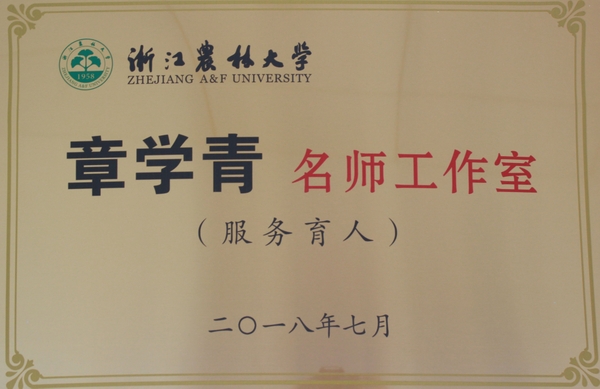 浙江农林大学
ZHEJIANG A&F UNIVERSITY
1958
章学青 名师工作室
（服务育人）
二〇一八年七月